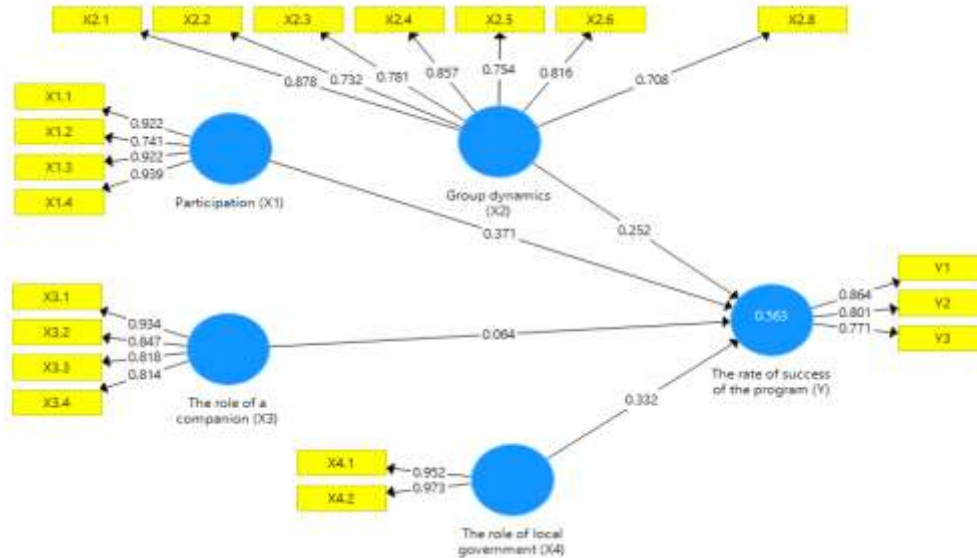 X2.1 X2.2 X2.3 X2.4 X2.5 X2.6 X2.8
0.878 0.732 0.781 0.857 0.754 0.816 0.708
X1.1
X1.2
X1.3
X1.4
0.922
0.741
0.922
0.939
Participation (X1)
Group dynamics
(X2)
0.371
0.252
X3.1
X3.2
X3.3
X3.4
0.934
0.847
0.818
0.814
The role of a
companion (X3)
0.064
Y1
Y2
Y3
0.864
0.801
0.771
The rate of success
of the program (Y)
0.332
X4.1
X4.2
0.952
0.973
The role of local
government (X4)